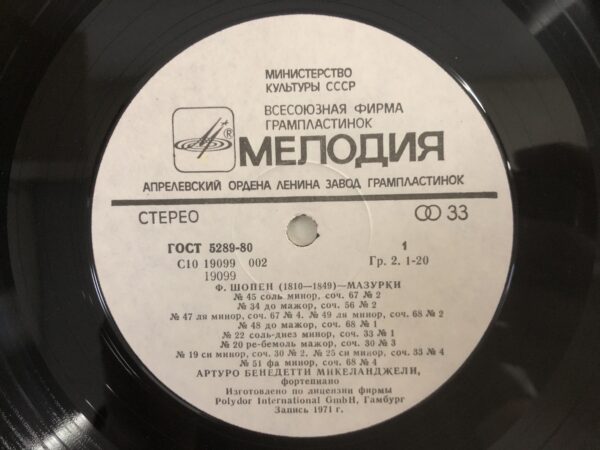 МИНИСТЕРСТВО
КУЛЬТУРЫ СССР
ВСЕСОЮЗНАЯ ФИРМА
ГРАМПЛАСТИНОК
®
МЕЛОДИЯ
АПРЕЛЕВСКИЙ ОРДЕНА ЛЕНИНА ЗАВОД ГРАМПЛАСТИНОК
СТЕРЕО 33
ГОСТ 5289-80 1
С10 19099 002 Гр. 2. 1-20
19099
Ф. ШОПЕН (1810—1849)—МАЗУРКИ
№ 45 соль минор, соч. 67 № 2
№ 34 до мажор, соч. 56 № 2
№ 47 ля минор, соч. 67 № 4. № 49 ля минор, соч. 68 № 2
№ 48 до мажор, соч. 68 № 1
№ 22 соль-диез минор, соч. 33 № 1
№ 20 ре-бемоль мажор, соч. 30 № 3
№ 19 си минор, соч. 30 № 2. № 25 си минор, соч. 33 № 4
№ 51 фа минор, соч. 68 № 4
АРТУРО БЕНЕДЕТТИ МИКЕЛАНДЖЕЛИ,
фортепиано
Изготовлено по лицензии фирмы
Polydor International GmbH, Гамбург
Запись 1971 г.